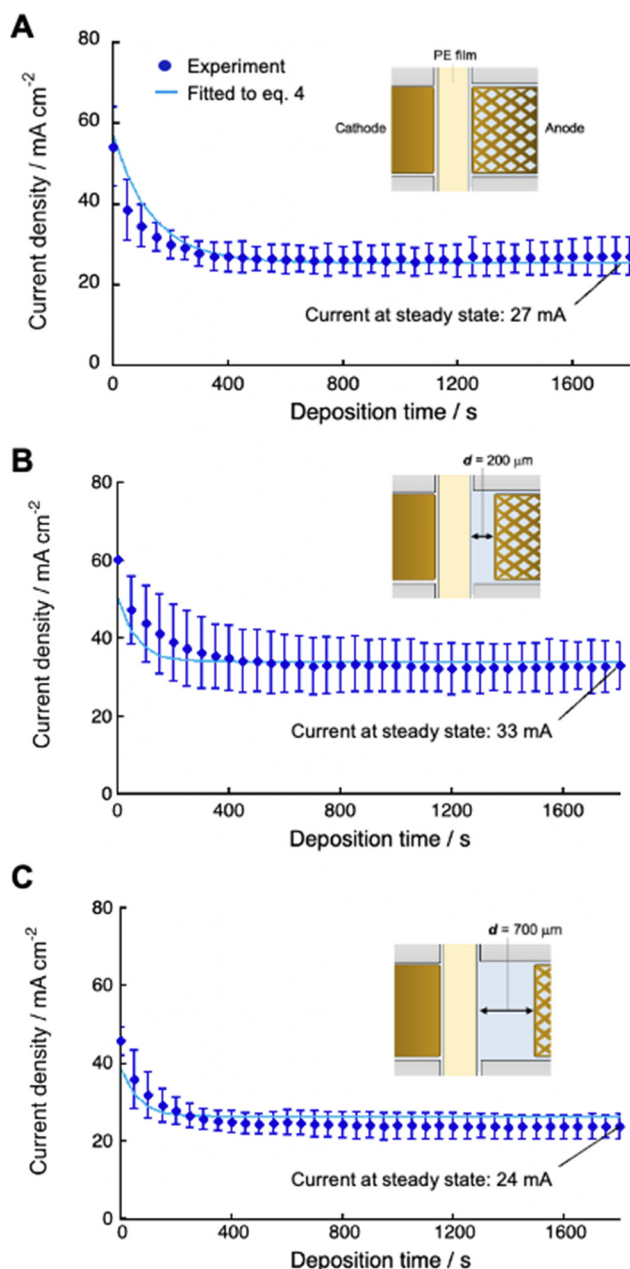 A
80
60
40
20
0
Current density / mA cm-2
Experiment
Fitted to eq. 4
PE film
Cathode
Anode
Current at steady state: 27 mA
0
400
800
1200
1600
Deposition time / s
B
80
60
40
20
0
Current density / mA cm-2
d = 200 μm
Current at steady state: 33 mA
0
400
800
1200
1600
Deposition time / s
C
80
60
40
20
0
Current density / mA cm-2
d = 700 μm
Current at steady state: 24 mA
0
400
800
1200
1600
Deposition time / s